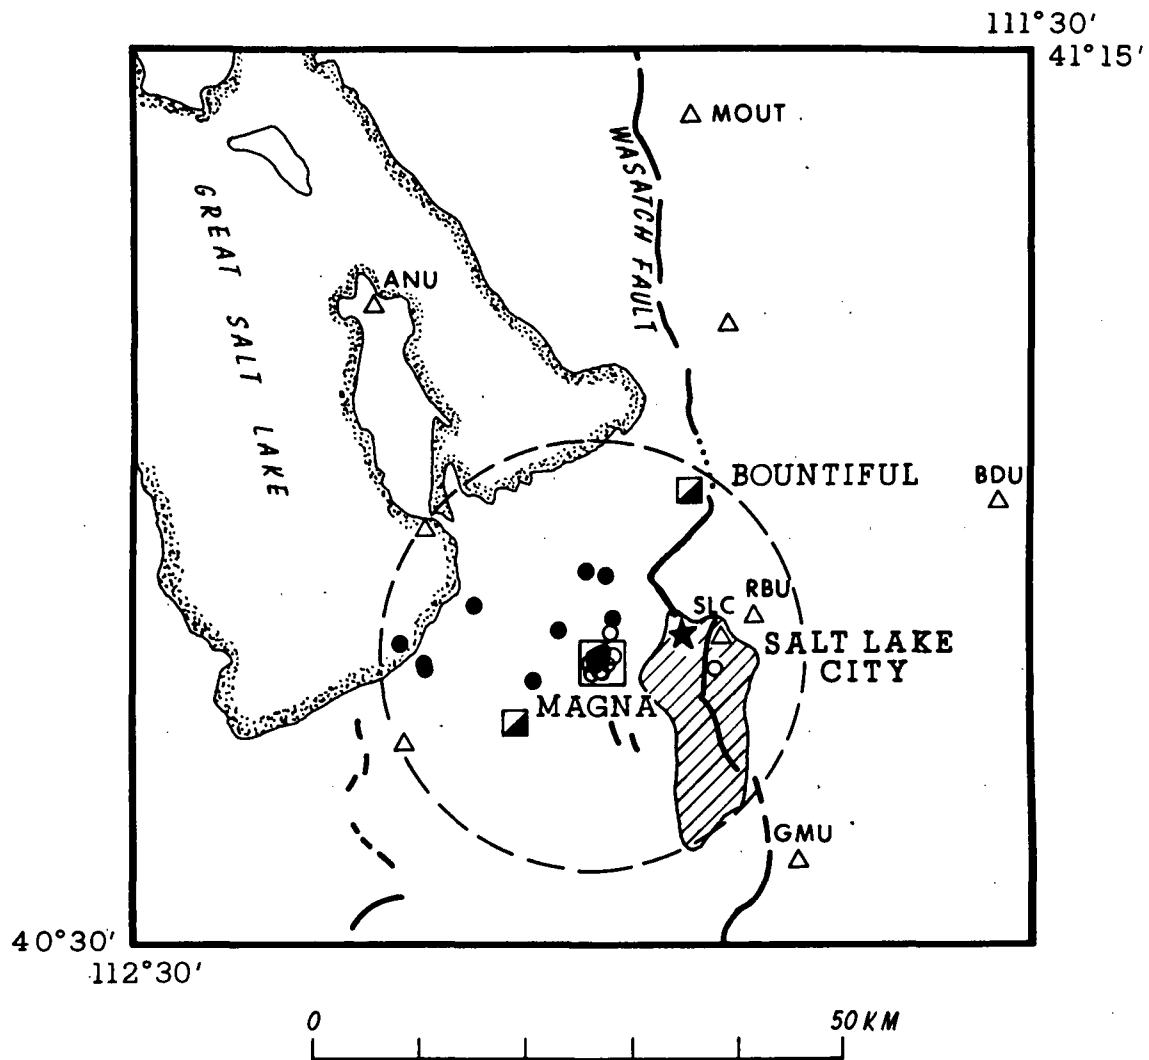 111°30'
41°15'
MOUT
WASATCH FAULT
GREAT SALT LAKE
ANU
BOUNTIFUL
BDU
SLC
RBU
SALT LAKE
CITY
MAGNA
GMU
40°30'
112°30'
0
50 KM